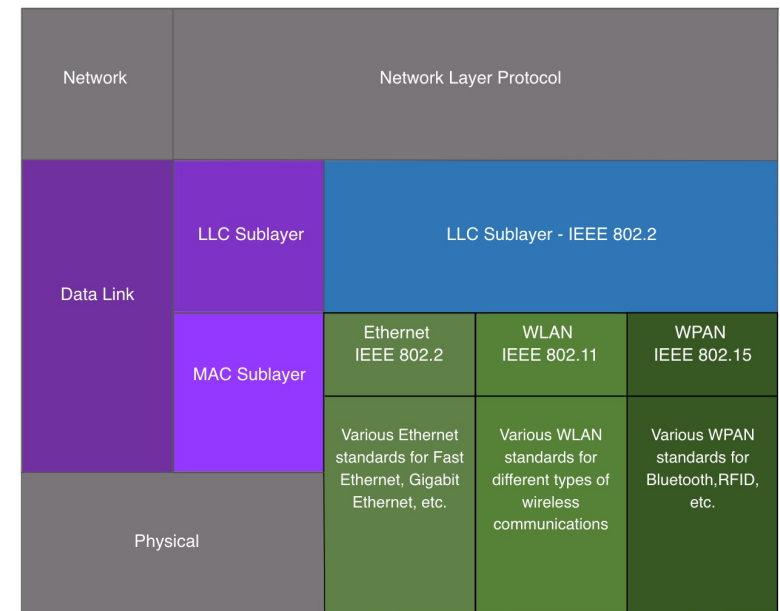 Network
Network Layer Protocol
Data Link
LLC Sublayer
LLC Sublayer - IEEE 802.2
MAC Sublayer
Ethernet
IEEE 802.2
WLAN
IEEE 802.11
WPAN
IEEE 802.15
Various Ethernet
standards for Fast
Ethernet, Gigabit
Ethernet, etc.
Various WLAN
standards for
different types of
wireless
communications
Various WPAN
standards for
Bluetooth,RFID,
etc.
Physical